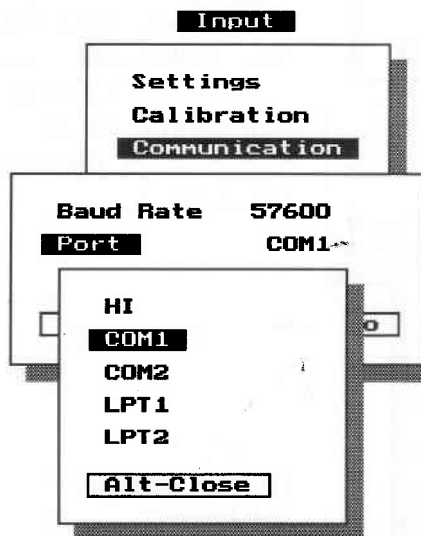 Input
Settings
Calibration
Communication
Baud Rate 57600
Port COM1
HI
COM1
COM2
LPT1
LPT2
Alt-Close